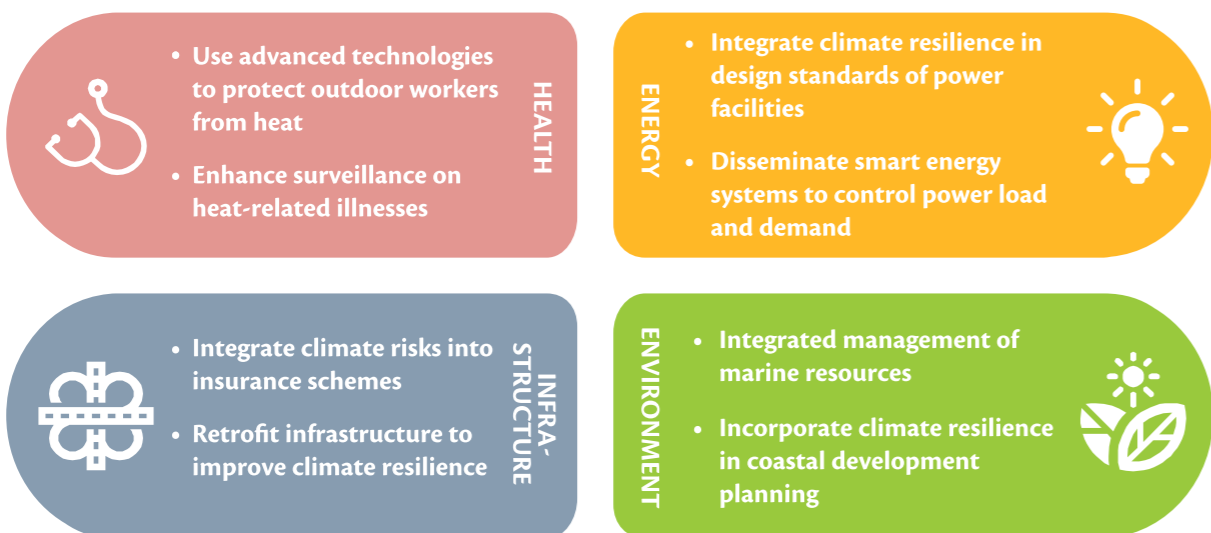 • Use advanced technologies
to protect outdoor workers
from heat
• Enhance surveillance on
heat-related illnesses
HEALTH
ENERGY
• Integrate climate resilience in
design standards of power
facilities
• Disseminate smart energy
systems to control power load
and demand
• Integrate climate risks into
insurance schemes
• Retrofit infrastructure to
improve climate resilience
INFRA-
STRUCTURE
ENVIRONMENT
• Integrated management of
marine resources
• Incorporate climate resilience
in coastal development
planning